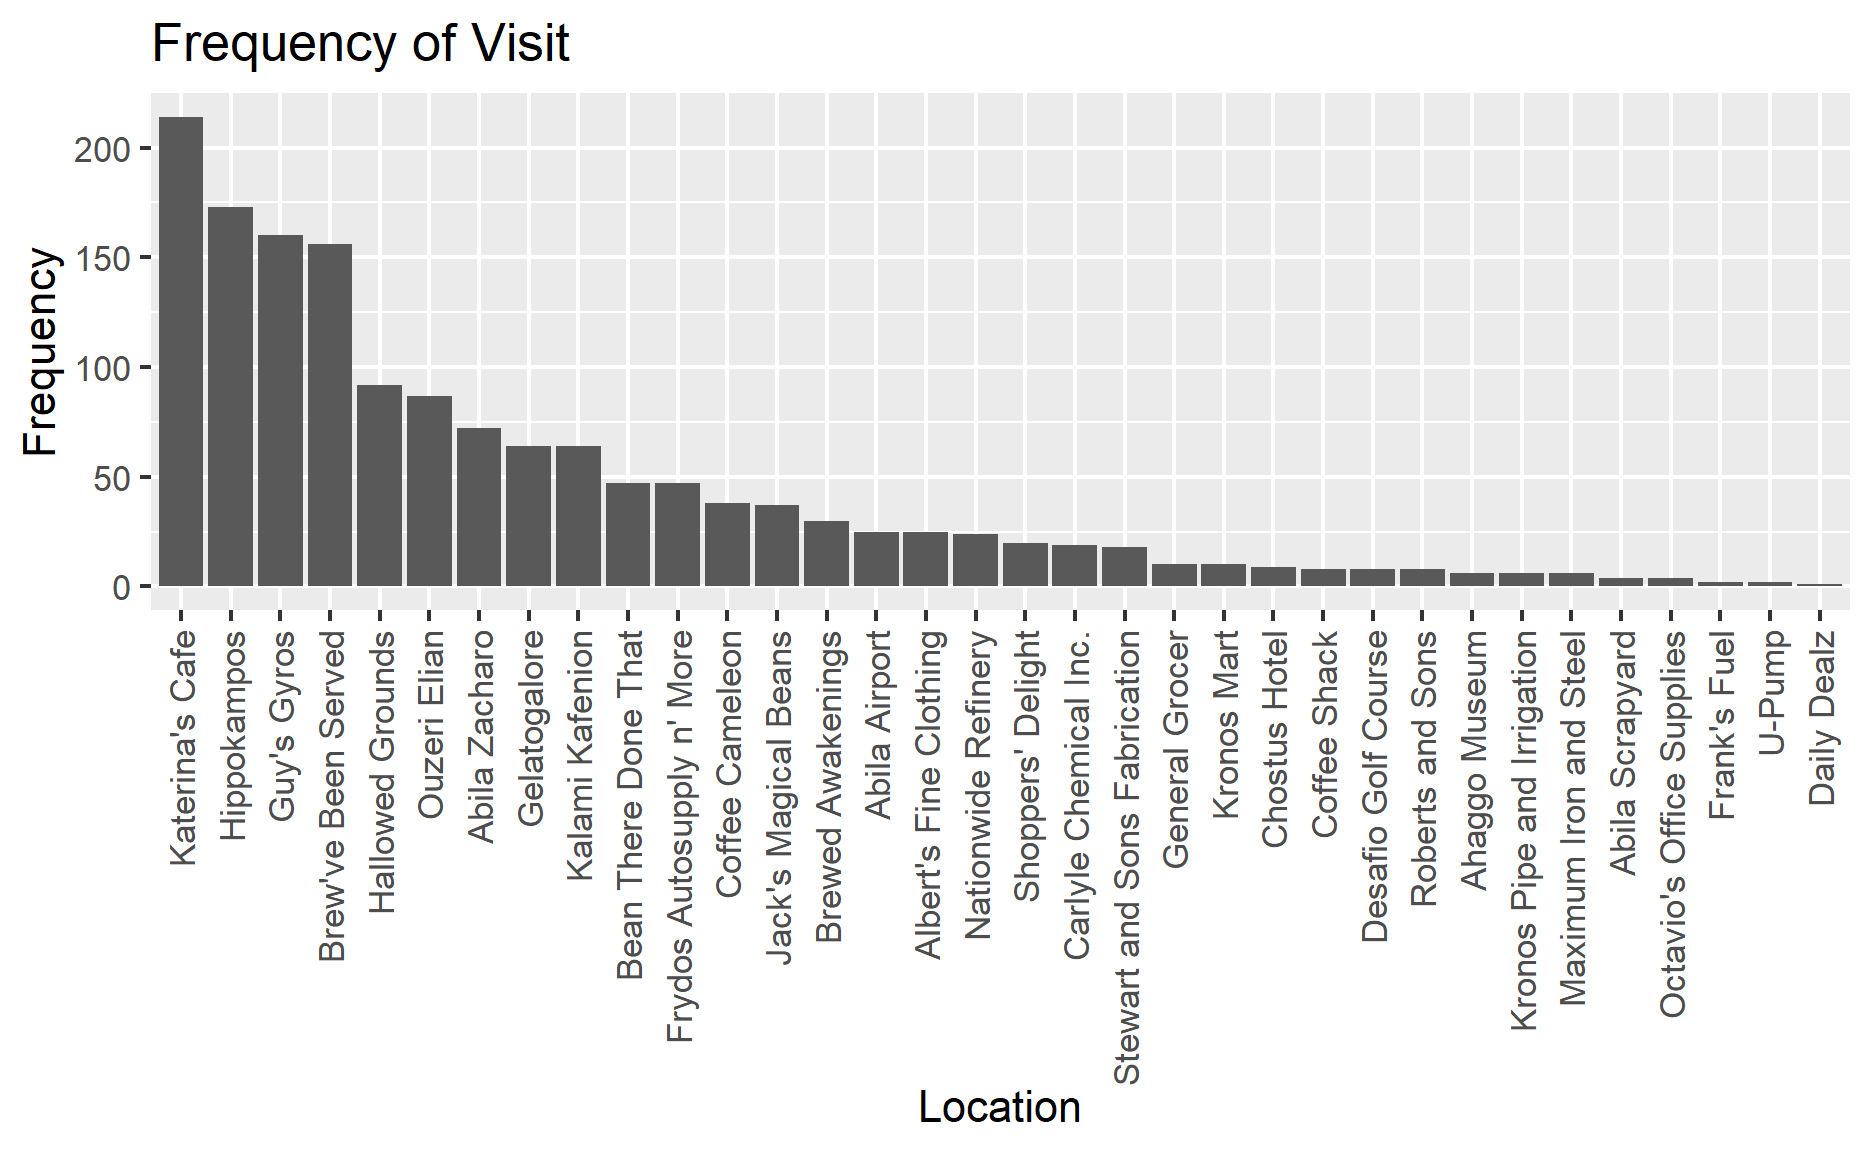 Frequency of Visit
Frequency
200
150
100
50
0
Katerina's Cafe
Hippokampos
Guy's Gyros
Brew've Been Served
Hallowed Grounds
Ouzeri Elian
Abila Zacharo
Gelatogalore
Kalami Kafenion
Bean There Done That
Frydos Autosupply n' More
Coffee Cameleon
Jack's Magical Beans
Brewed Awakenings
Abila Airport
Albert's Fine Clothing
Nationwide Refinery
Shoppers' Delight
Carlyle Chemical Inc.
Stewart and Sons Fabrication
General Grocer
Kronos Mart
Chostus Hotel
Coffee Shack
Desafio Golf Course
Roberts and Sons
Ahaggo Museum
Kronos Pipe and Irrigation
Maximum Iron and Steel
Abila Scrapyard
Octavio's Office Supplies
Frank's Fuel
U-Pump
Daily Dealz
Location